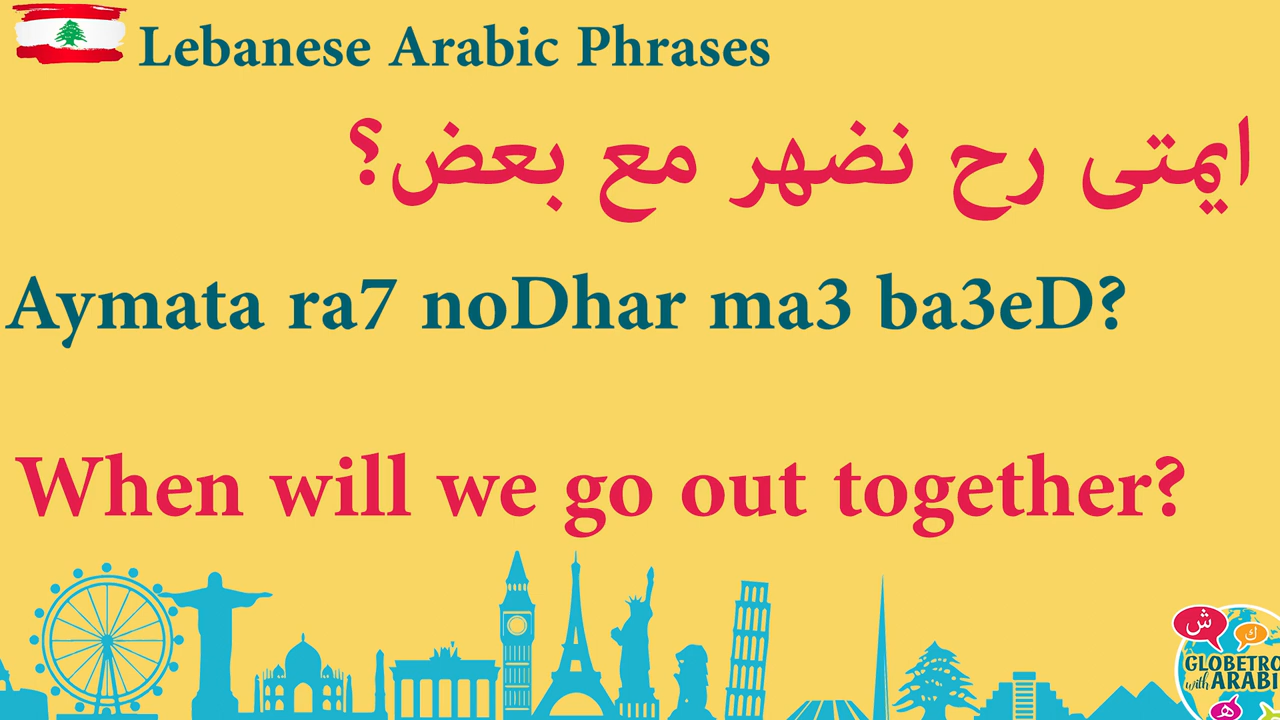 Lebanese Arabic Phrases
ايمتى رح نضهر مع بعض؟
Aymata ra7 noDhar ma3 ba3eD?
When will we go out together?
ش
ك
GLOBETRO
with ARABI
ه